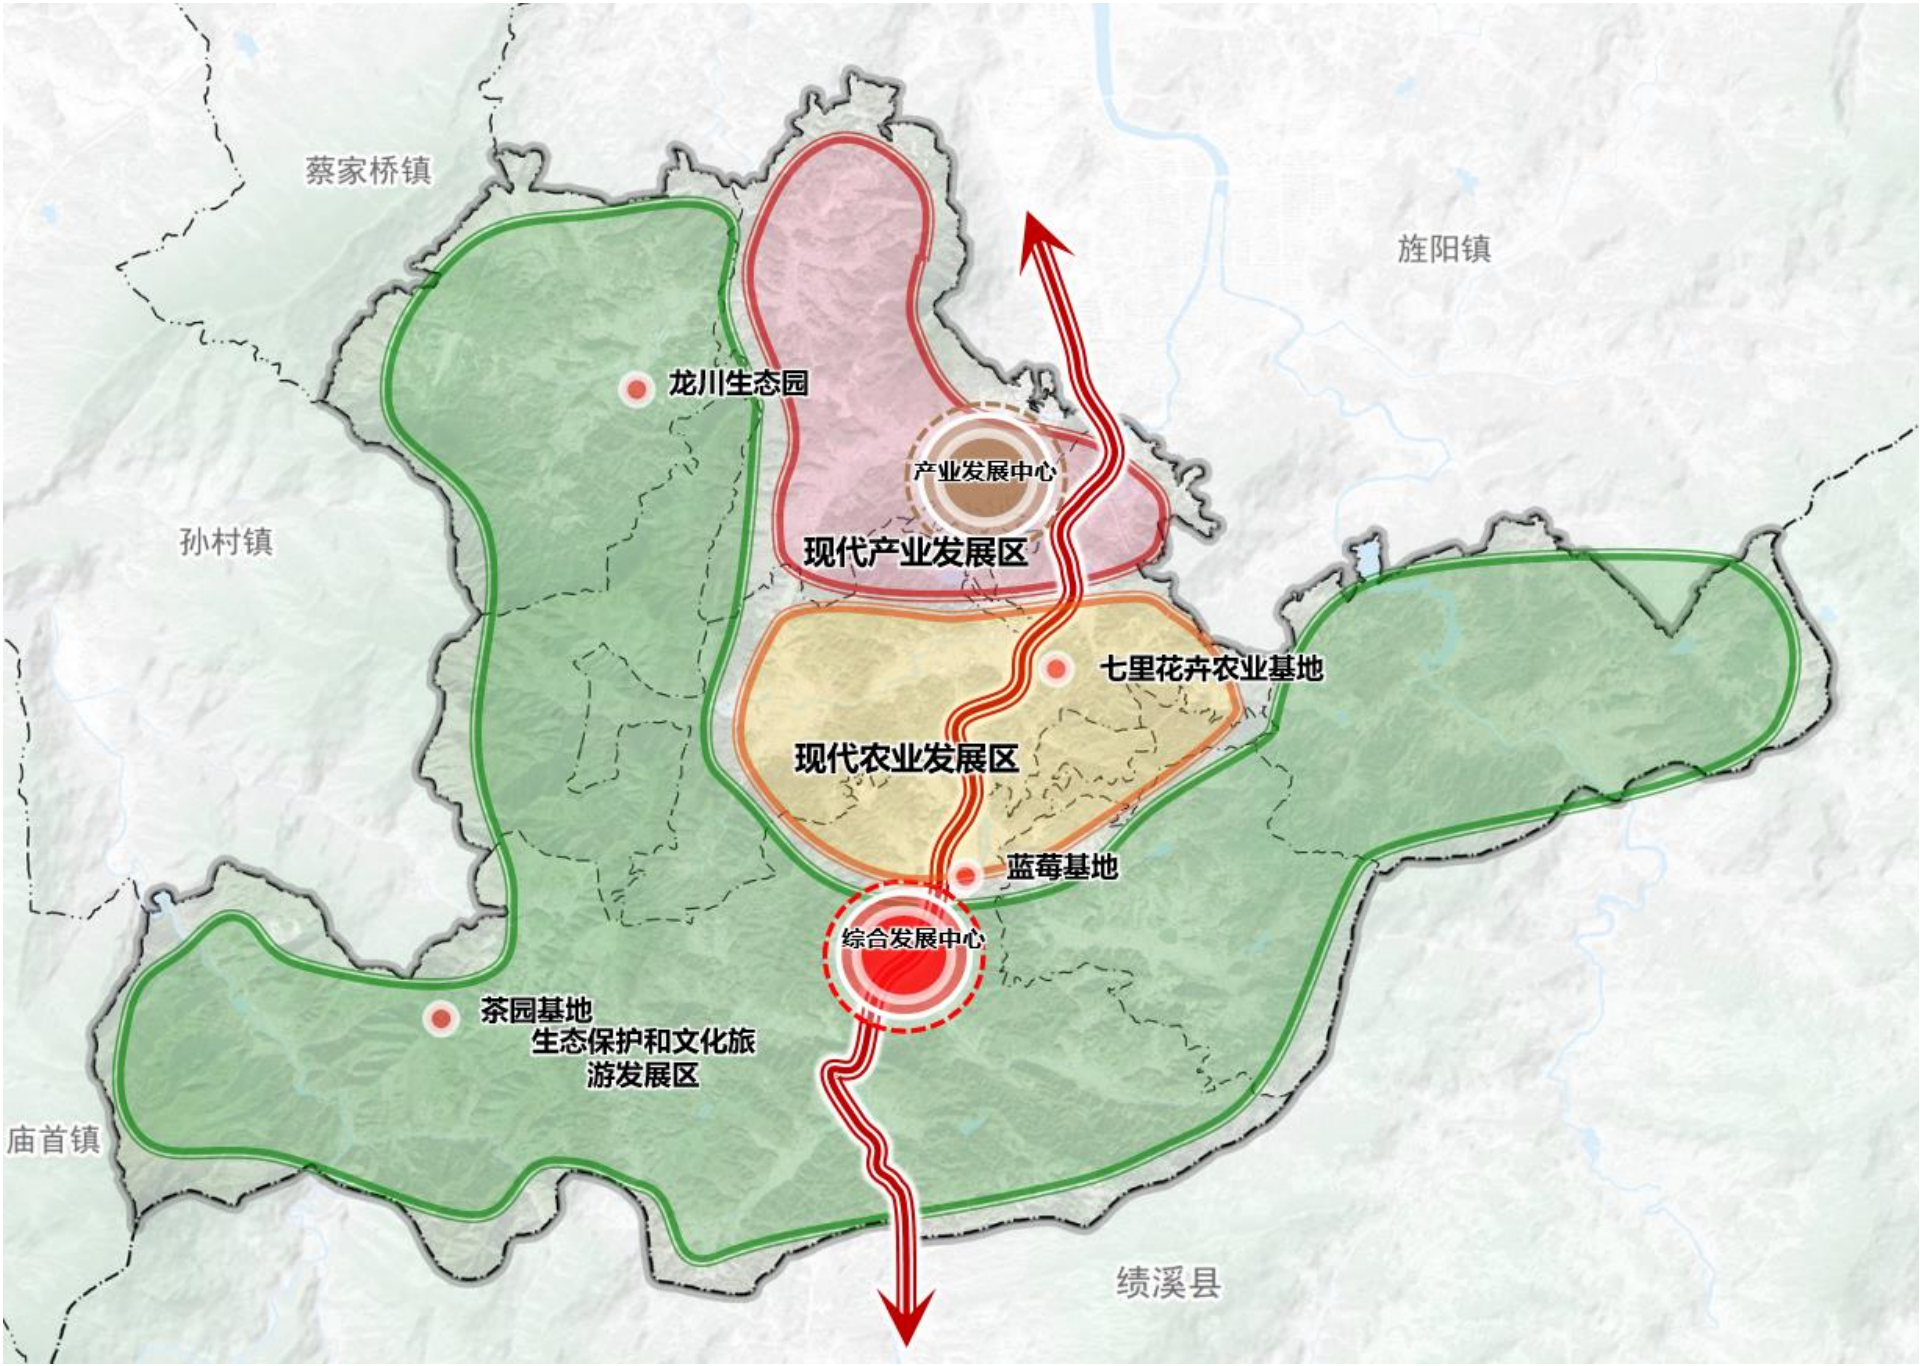 蔡家桥镇
旌阳镇
龙川生态园
产业发展中心
孙村镇
现代产业发展区
七里花卉农业基地
现代农业发展区
蓝莓基地
综合发展中心
茶园基地
生态保护和文化旅
游发展区
庙首镇
绩溪县